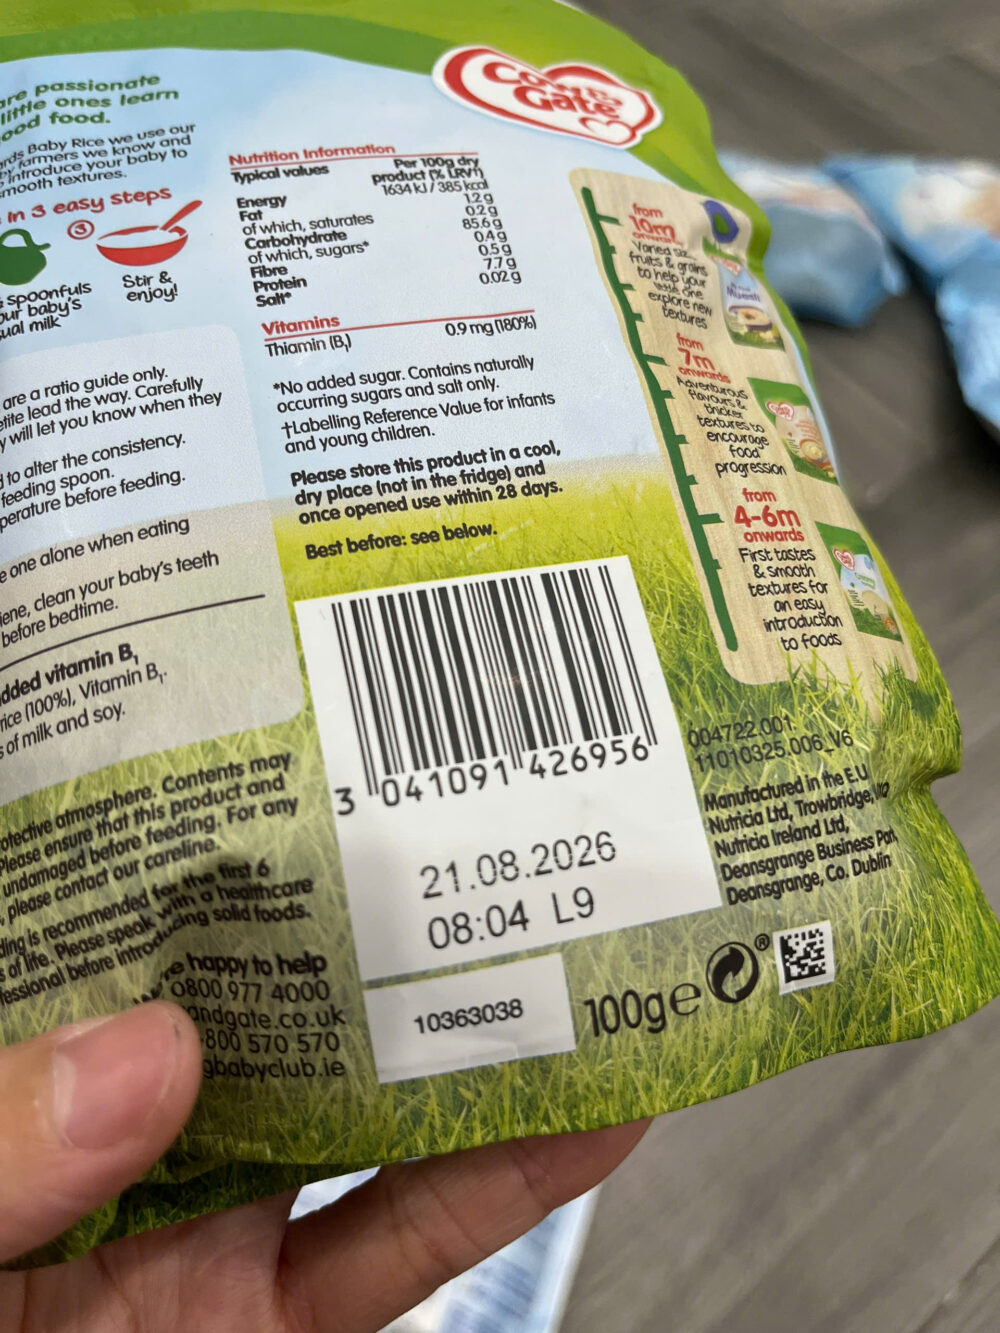 Cow & Gate
are passionate
little ones learn
good food.
Baby Rice we use our
farmers we know and
introduce your baby to
smooth textures.
in 3 easy steps
3
spoonfuls
our baby's
usual milk
Stir &
enjoy!
are a ratio guide only.
lead the way. Carefully
will let you know when they
to alter the consistency.
feeding spoon.
before feeding.
one alone when eating
clean your baby's teeth
before bedtime.
added vitamin B₁
rice (100%), Vitamin B₁.
of milk and soy.
protective atmosphere. Contents may
Please ensure that this product and
undamaged before feeding. For any
please contact our careline.
is recommended for the first 6
of life. Please speak with a healthcare
before introducing solid foods.
happy to help
0800 977 4000
andgate.co.uk
800 570 570
babyclub.ie
Nutrition Information
Typical values Per 100g dry
product (% LRV†)
Energy 1634 kJ / 385 kcal
Fat 1.2 g
of which, saturates 0.2 g
Carbohydrate 85.6 g
of which, sugars* 0.4 g
Fibre 0.5 g
Protein 7.7 g
Salt* 0.02 g
Vitamins
Thiamin (B₁) 0.9 mg (180%)
*No added sugar. Contains naturally
occurring sugars and salt only.
†Labelling Reference Value for infants
and young children.
Please store this product in a cool,
dry place (not in the fridge) and
once opened use within 28 days.
Best before: see below.
3 041091 426956
21.08.2026
08:04 L9
10363038
100g e
®
from
10m
onwards
Varied
fruits & grains
to help your
little one
explore new
textures
from
7m
onwards
Adventurous
flavours &
thicker
textures to
encourage
food
progression
from
4-6m
onwards
First tastes
& smooth
textures for
an easy
introduction
to foods
004722.001
11010325.006_V6
Manufactured in the E.U
Nutricia Ltd, Trowbridge,
Nutricia Ireland Ltd,
Deansgrange Business Park
Deansgrange, Co. Dublin